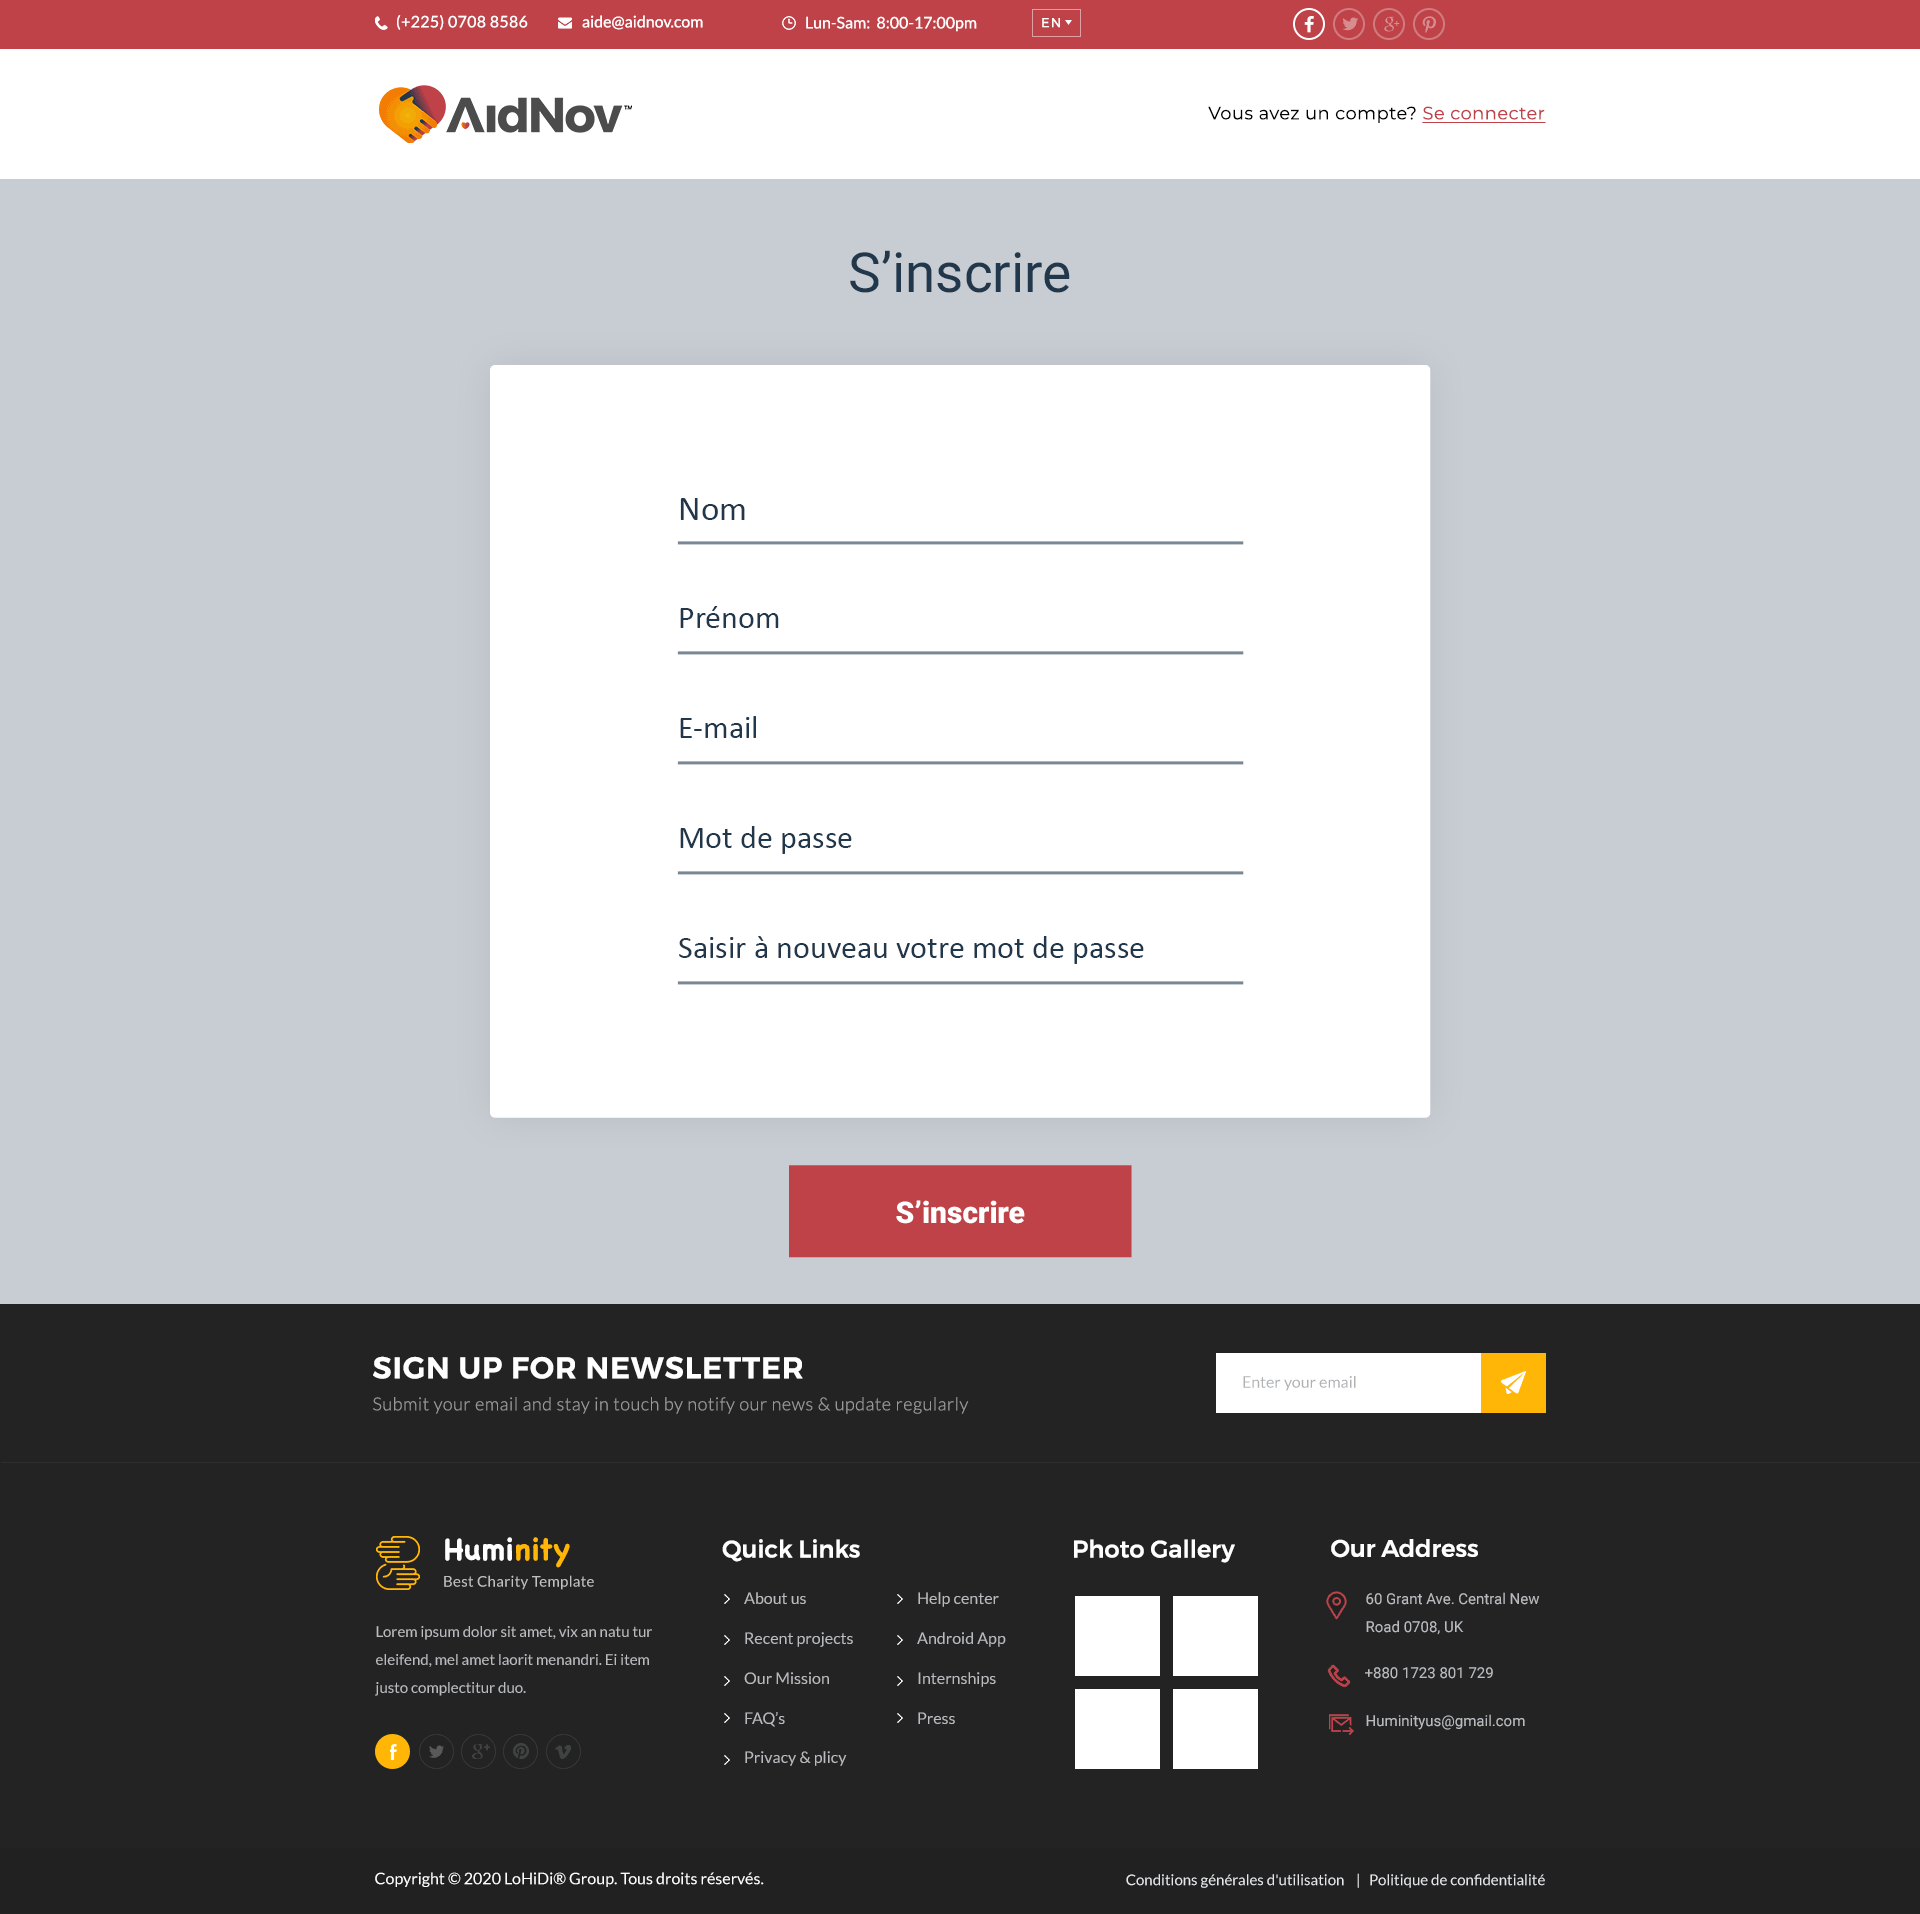 (+225) 0708 8586 aide@aidnov.com Lun-Sam: 8:00-17:00pm EN
AidNov™
Vous avez un compte? Se connecter
S’inscrire
Nom
Prénom
E-mail
Mot de passe
Saisir à nouveau votre mot de passe
S’inscrire
SIGN UP FOR NEWSLETTER
Submit your email and stay in touch by notify our news & update regularly
Enter your email
Huminity
Best Charity Template
Lorem ipsum dolor sit amet, vix an natu tur
eleifend, mel amet laorit menandri. Ei item
justo complectitur duo.
Quick Links
About us
Recent projects
Our Mission
FAQ’s
Privacy & plicy
Help center
Android App
Internships
Press
Photo Gallery
Our Address
60 Grant Ave. Central New
Road 0708, UK
+880 1723 801 729
Huminityus@gmail.com
Copyright © 2020 LoHiDi® Group. Tous droits réservés.
Conditions générales d'utilisation | Politique de confidentialité